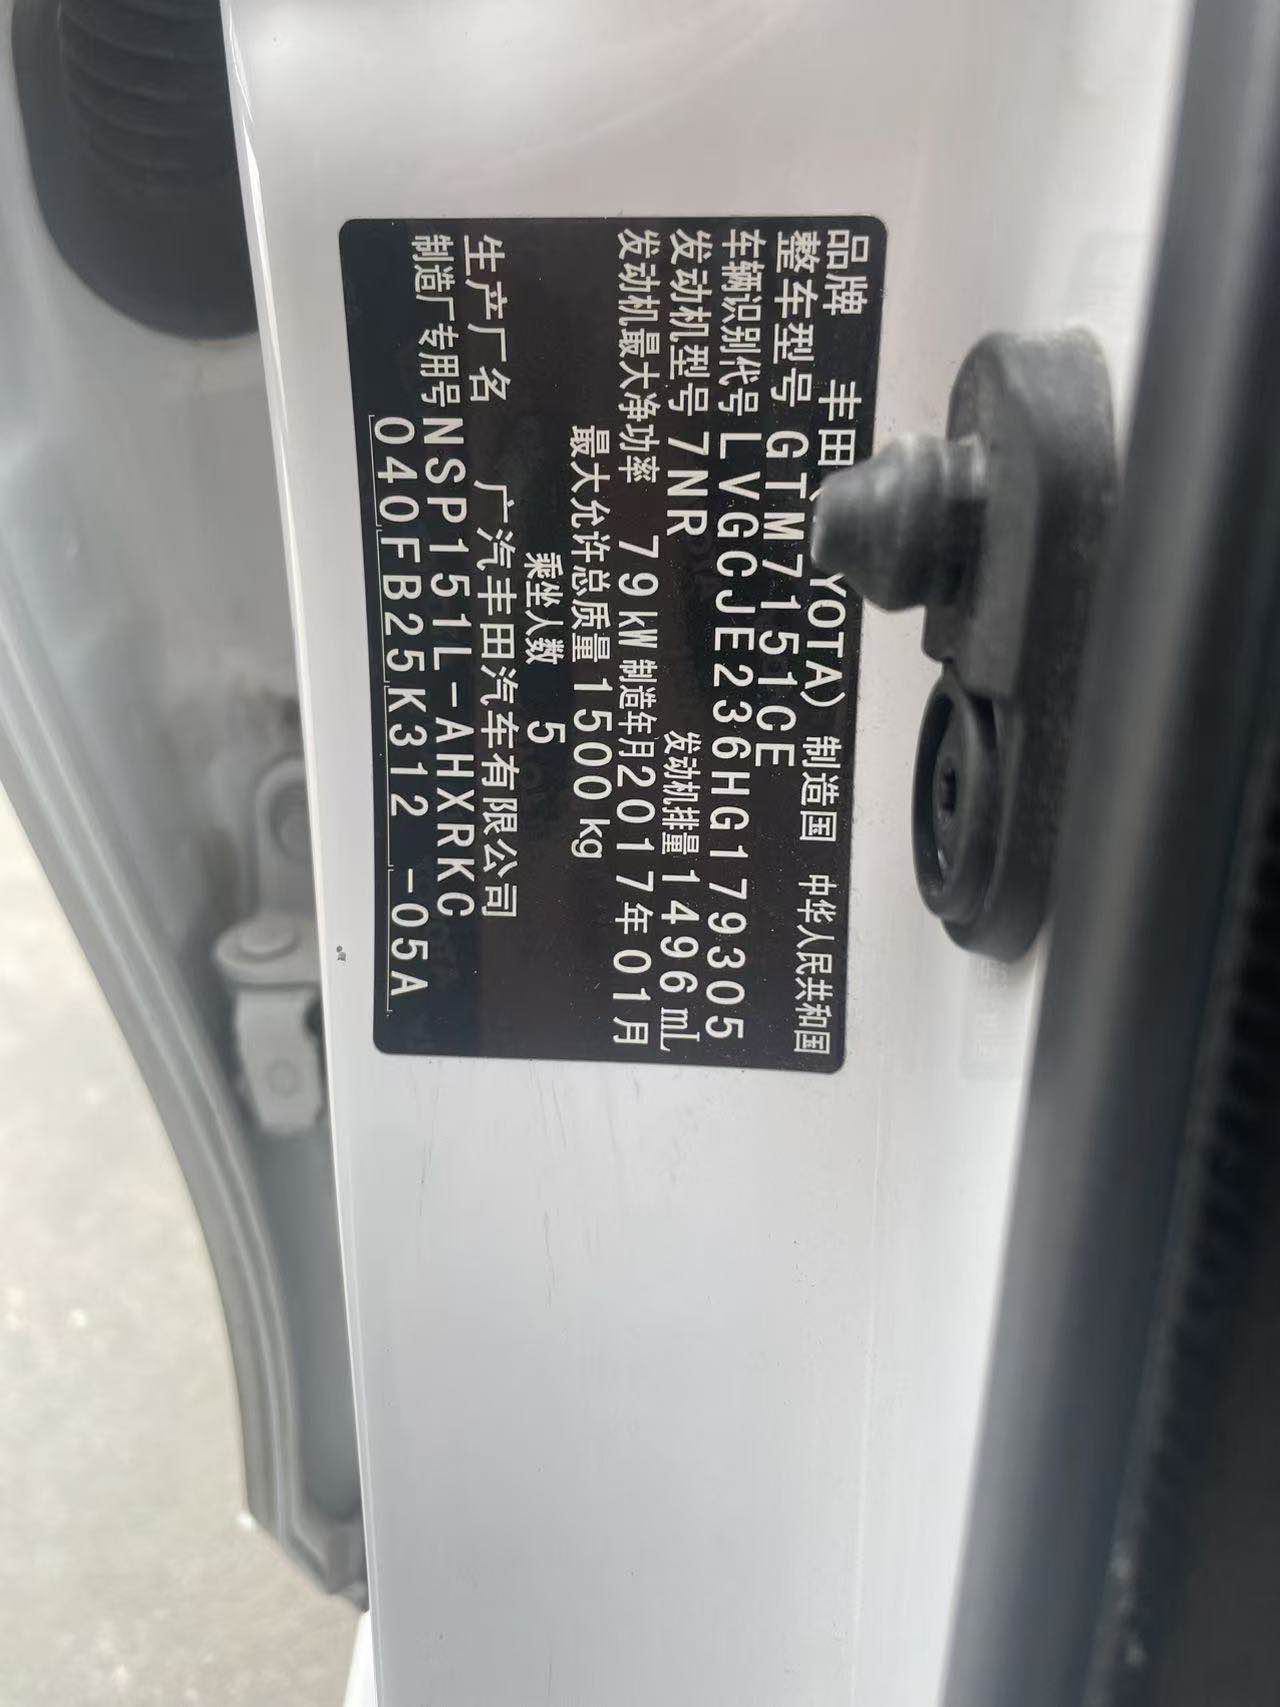 品牌 丰田( YOTA) 制造国 中华人民共和国
整车型号 GTM7151CE
车辆识别代号 LVGCJE236HG179305
发动机型号 7NR 发动机排量 1496 mL
发动机最大净功率 79 kW 制造年月 2017年01月
最大允许总质量 1500 kg
乘坐人数 5
生产厂名 广汽丰田汽车有限公司
制造厂专用号 NSP151L-AHXRKC
040FB25K312 -05A